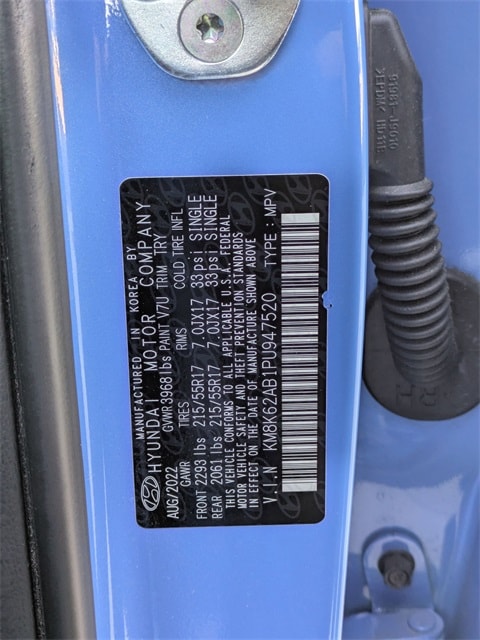 MANUFACTURED IN KOREA BY
HYUNDAI MOTOR COMPANY
AUG/2022 GVWR 3968lbs PAINT V7U TRIM TRY
GAWR TIRES RIMS COLD TIRE INFL
FRONT 2293 lbs 215/55R17 7.0JX17 33psi SINGLE
REAR 2061 lbs 215/55R17 7.0JX17 33psi SINGLE
THIS VEHICLE CONFORMS TO ALL APPLICABLE U.S.A. FEDERAL
MOTOR VEHICLE SAFETY, BUMPER, AND THEFT PREVENTION STANDARDS
IN EFFECT ON THE DATE OF MANUFACTURE SHOWN ABOVE
V.I.N KM8K62AB1PU947520 TYPE : MPV
RH